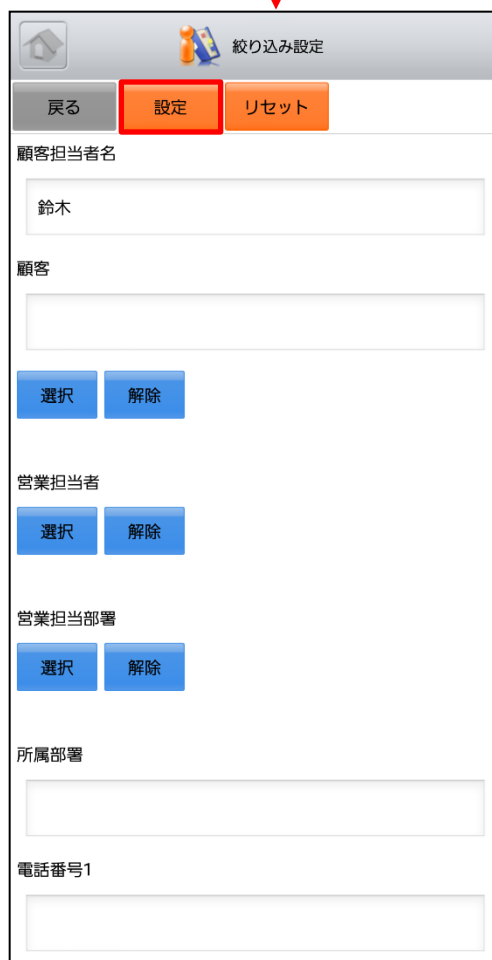 絞り込み設定
戻る 設定 リセット
顧客担当者名
鈴木
顧客
選択 解除
営業担当者
選択 解除
営業担当部署
選択 解除
所属部署
電話番号1